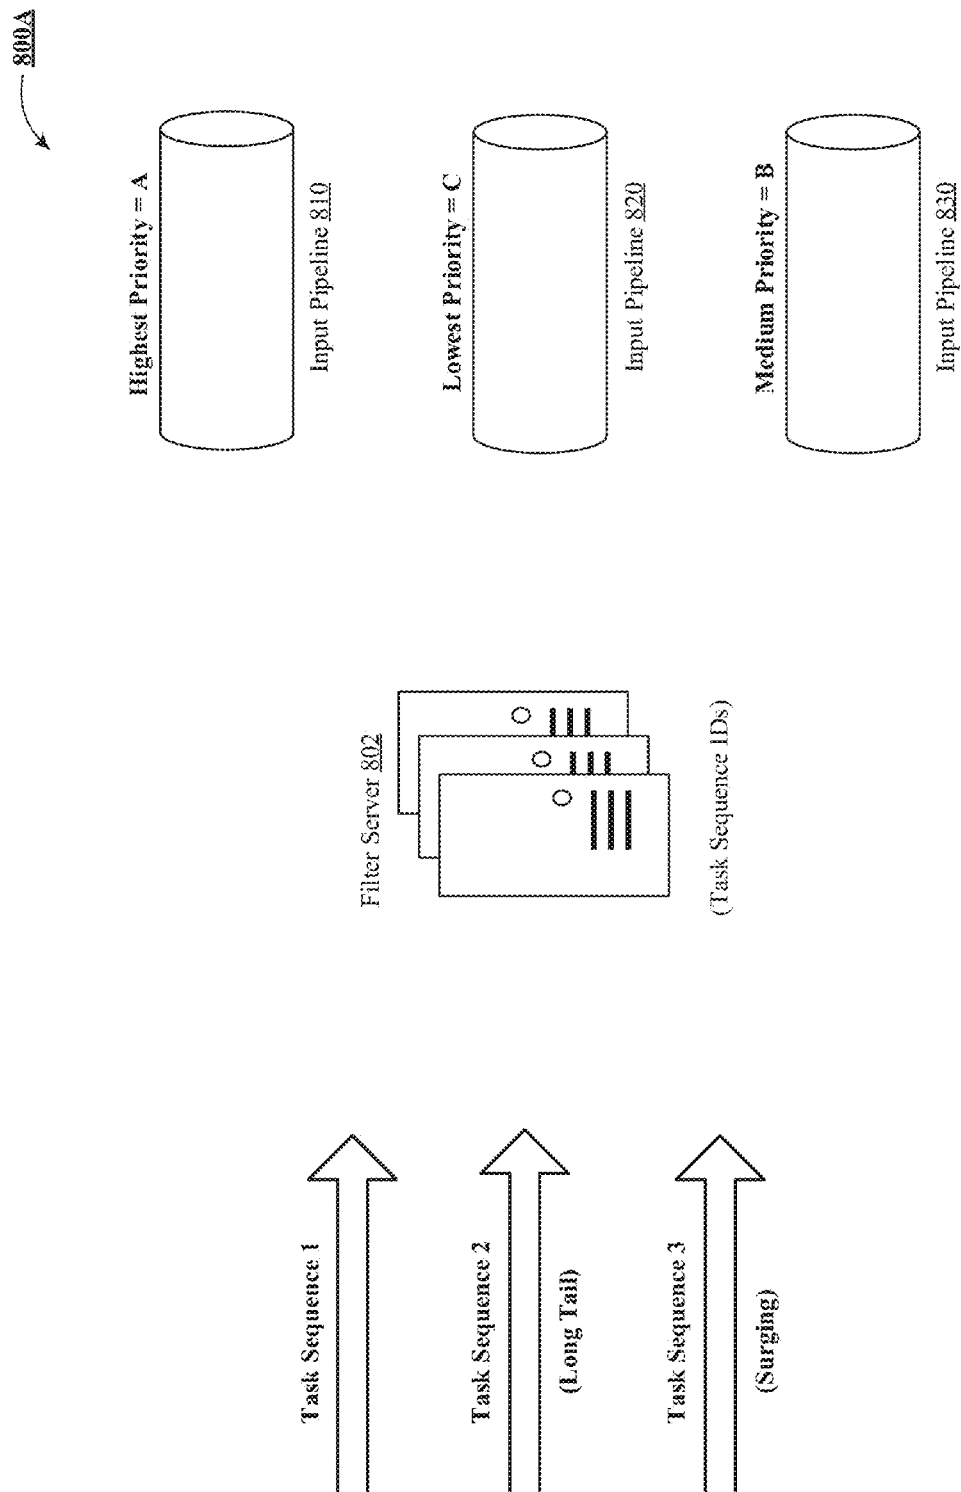 800A
Task Sequence 1
Task Sequence 2
(Long Tail)
Task Sequence 3
(Surging)
Filter Server 802
(Task Sequence IDs)
Highest Priority = A
Input Pipeline 810
Lowest Priority = C
Input Pipeline 820
Medium Priority = B
Input Pipeline 830